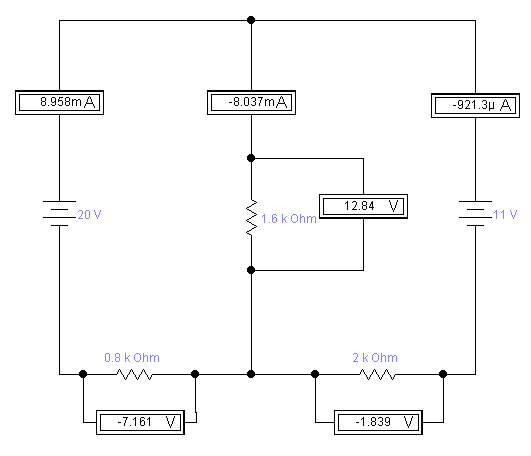 8.958m A
-8.037m A
-921.3µ A
20 V
1.6 k Ohm
12.84 V
11 V
0.8 k Ohm
2 k Ohm
-7.161 V
-1.839 V